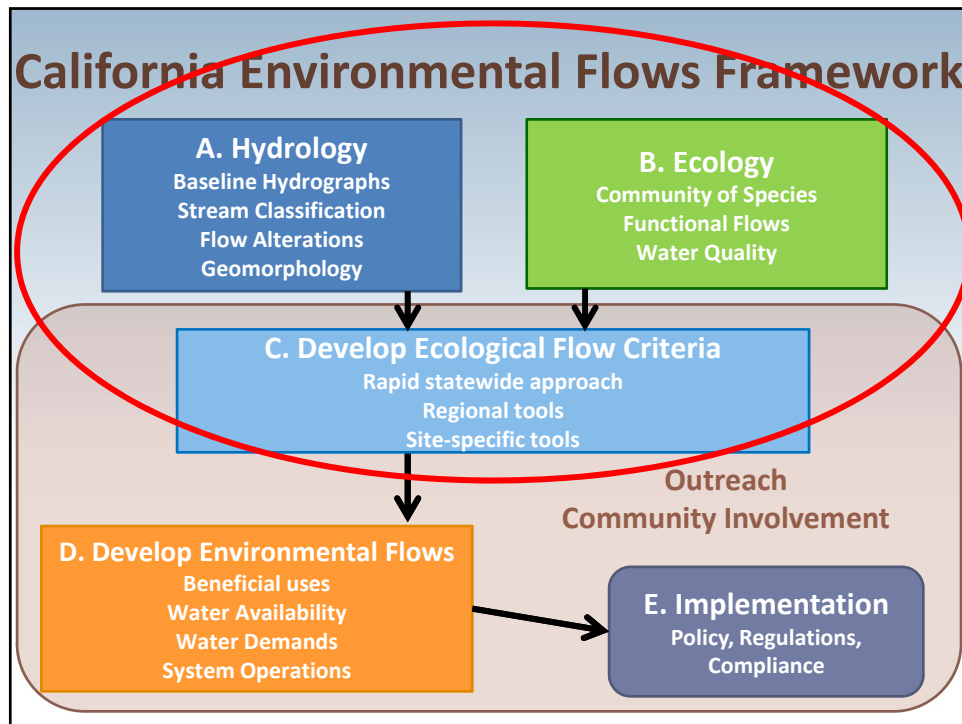 California Environmental Flows Framework
A. Hydrology
Baseline Hydrographs
Stream Classification
Flow Alterations
Geomorphology
B. Ecology
Community of Species
Functional Flows
Water Quality
C. Develop Ecological Flow Criteria
Rapid statewide approach
Regional tools
Site-specific tools
Outreach
Community Involvement
D. Develop Environmental Flows
Beneficial uses
Water Availability
Water Demands
System Operations
E. Implementation
Policy, Regulations,
Compliance